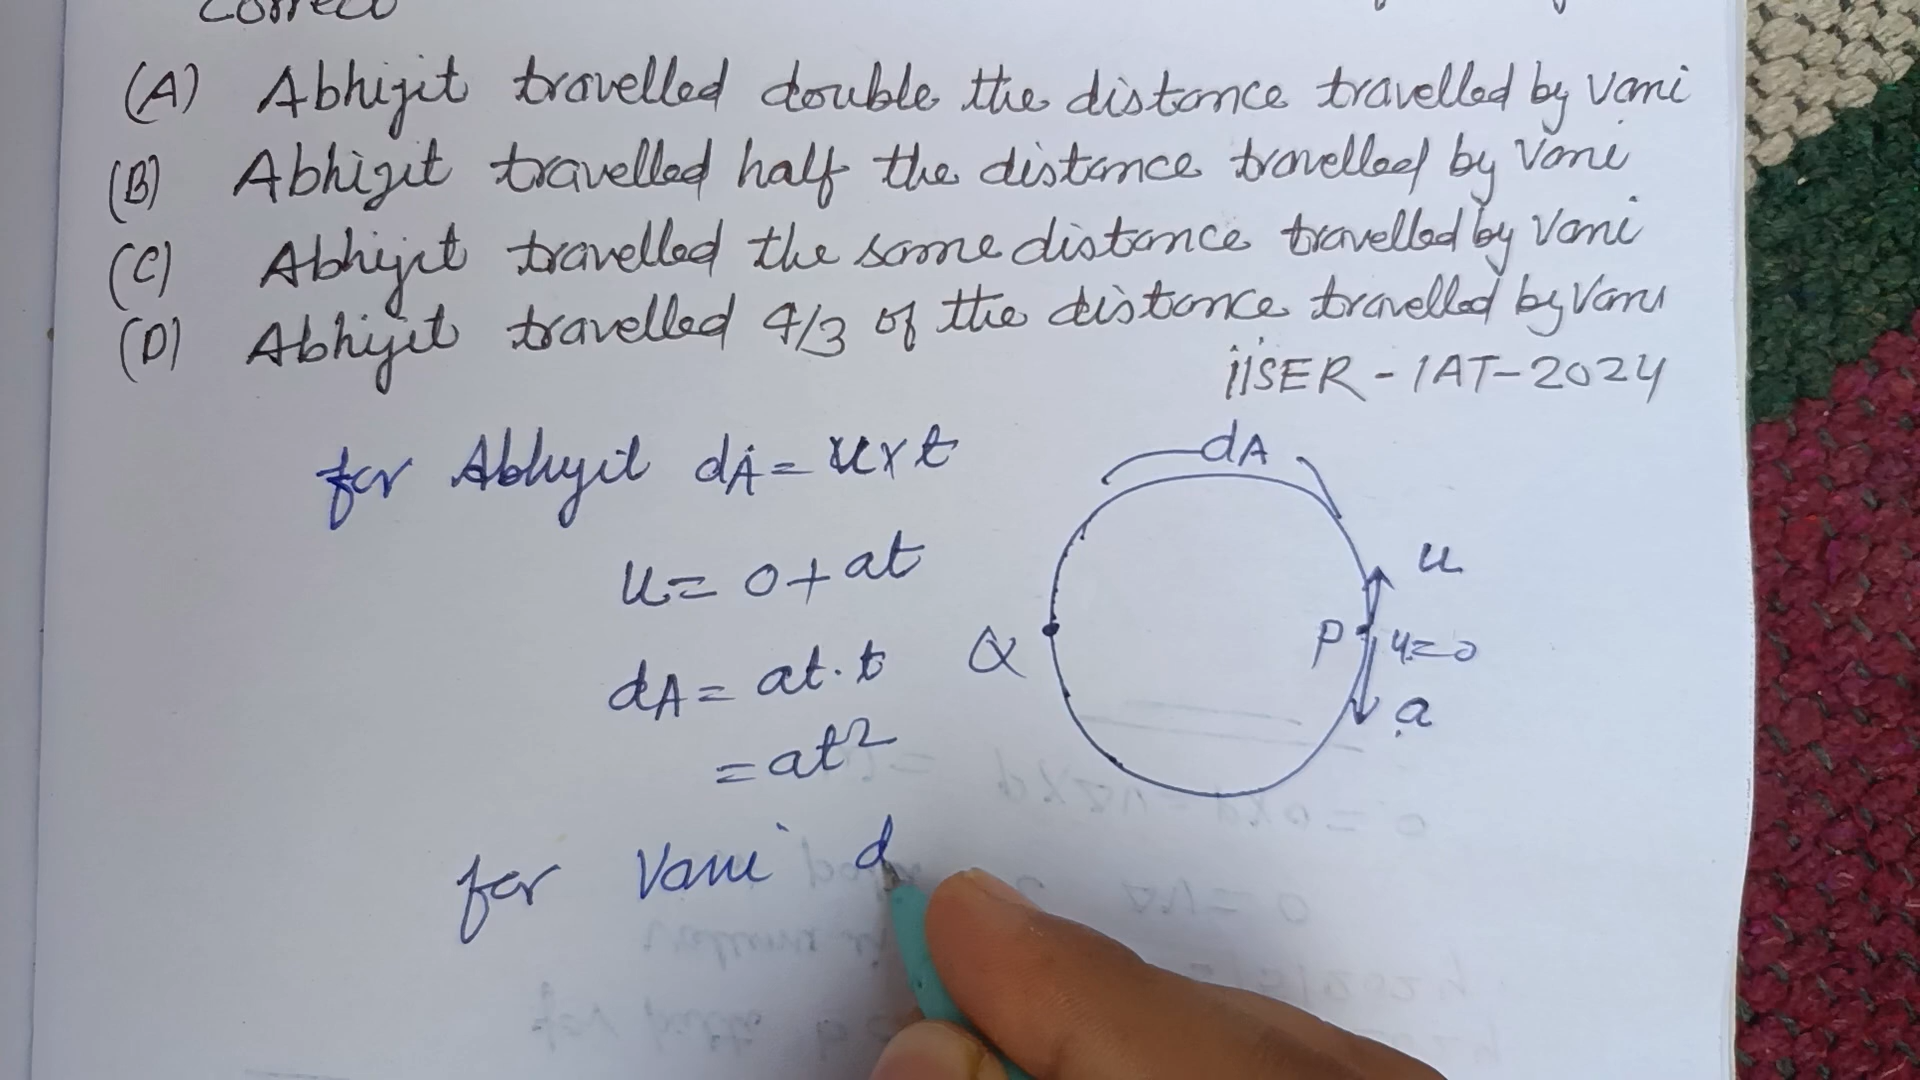 correct
(A) Abhijit travelled double the distance travelled by Vani
(B) Abhijit travelled half the distance travelled by Vani
(C) Abhijit travelled the same distance travelled by Vani
(D) Abhijit travelled 4/3 of the distance travelled by Vani
iiSER - IAT-2024
for Abhijit dA = u×t
u = 0+at
dA = at.t
= at²
for Vani d
dA
u
Q
P u=0
a